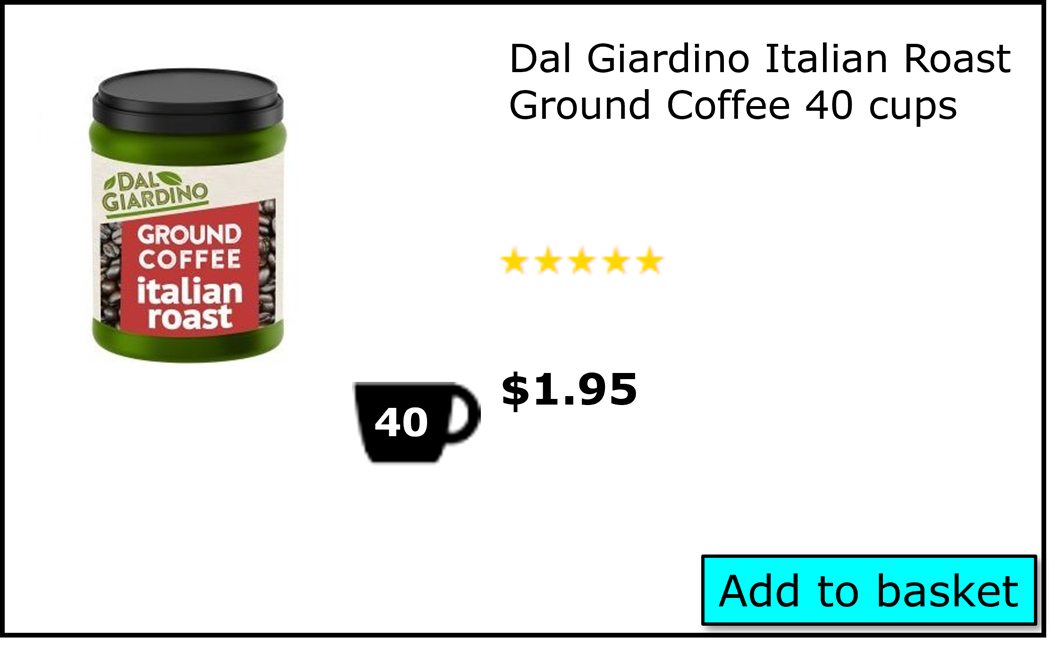 Dal Giardino Italian Roast
Ground Coffee 40 cups
DAL
GIARDINO
GROUND
COFFEE
italian
roast
$1.95
40
Add to basket